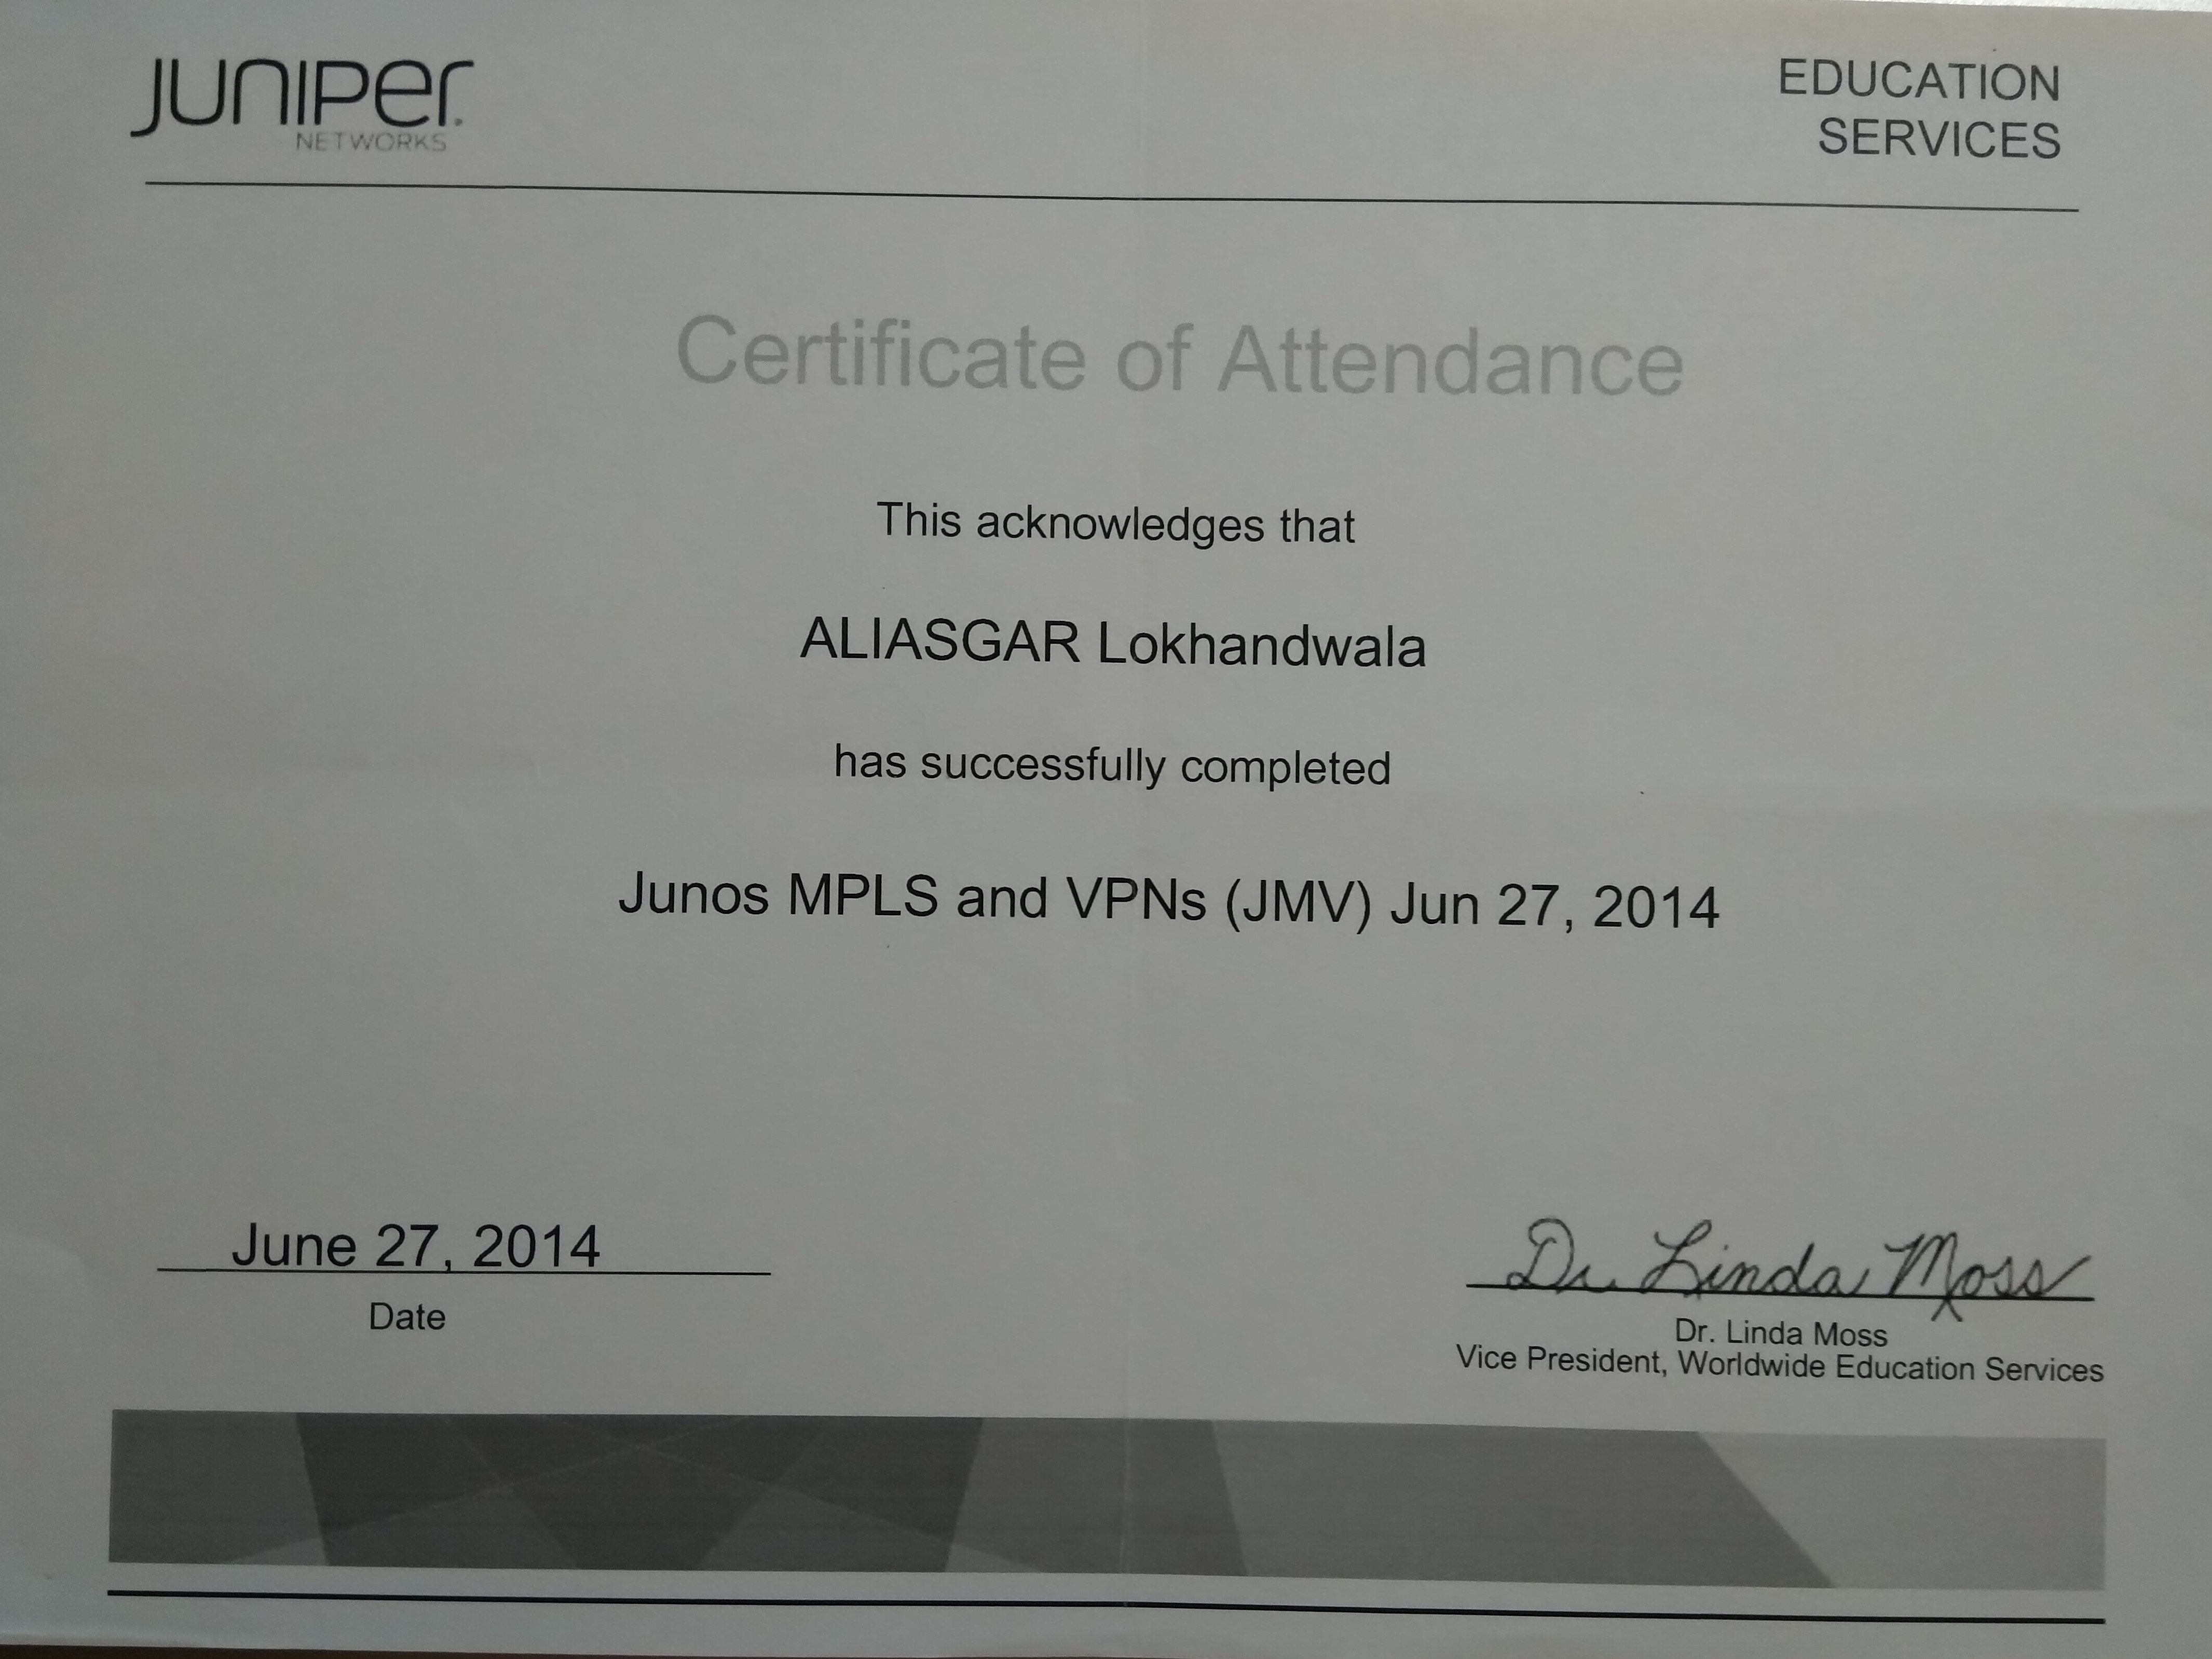 JUNIPER
NETWORKS
EDUCATION
SERVICES
Certificate of Attendance
This acknowledges that
ALIASGAR Lokhandwala
has successfully completed
Junos MPLS and VPNs (JMV) Jun 27, 2014
June 27, 2014
Date
Dr. Linda Moss
Dr. Linda Moss
Vice President, Worldwide Education Services